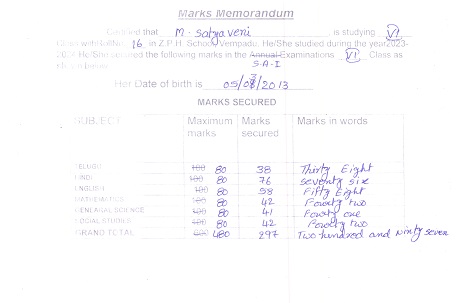 Marks Memorandum
Certified that M. Satyaveni is studying VI
Class with Roll No. 16 in Z.P.H. School, Vempadu. He/She studied during the year 2023-
He/She secured the following marks in the Annual Examinations VI Class as
S-A-I
Her Date of birth is 05/08/2013
MARKS SECURED
SUBJECT Maximum marks Marks secured Marks in words
TELUGU 100 80 38 Thirty Eight
HINDI 100 80 76 Seventy six
ENGLISH 100 80 58 Fifty Eight
MATHEMATICS 100 80 42 Fourty two
GENEARAL SCIENCE 100 80 41 Fourty one
SOCIAL STUDIES 100 80 42 Fourty two
GRAND TOTAL 600 480 297 Two hundred and Ninty seven